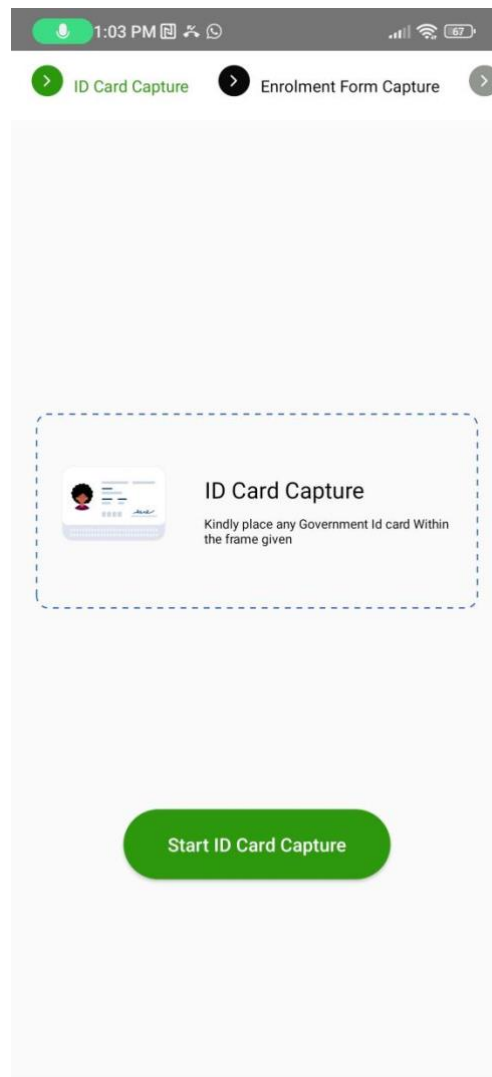 1:03 PM 67
ID Card Capture Enrolment Form Capture
ID Card Capture
Kindly place any Government Id card Within
the frame given
Start ID Card Capture